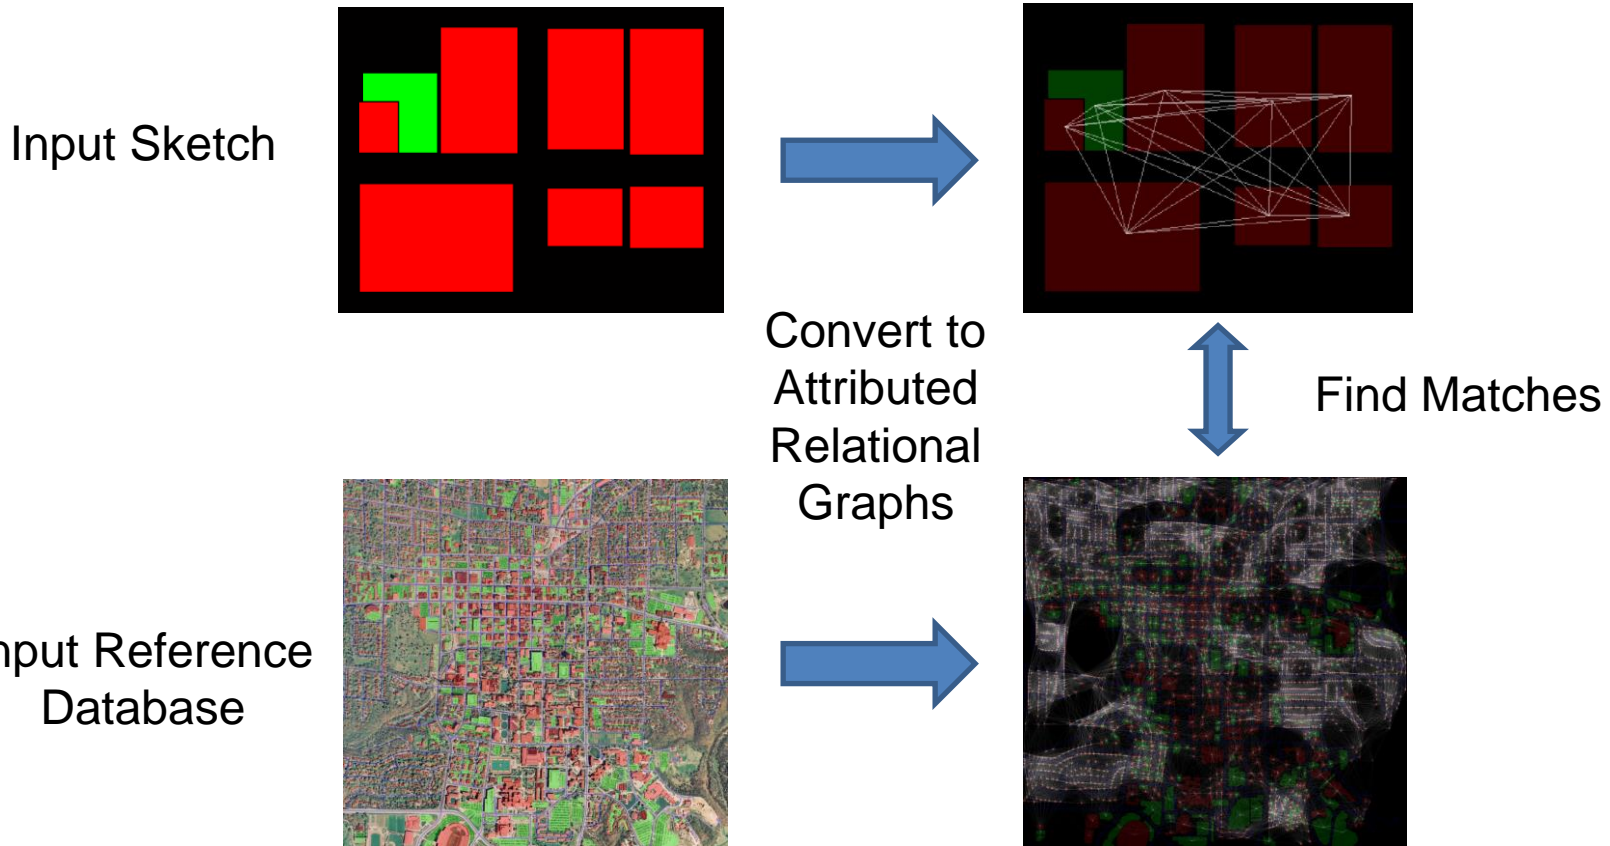 Input Sketch
Convert to
Attributed
Relational
Graphs
Find Matches
nput Reference
Database